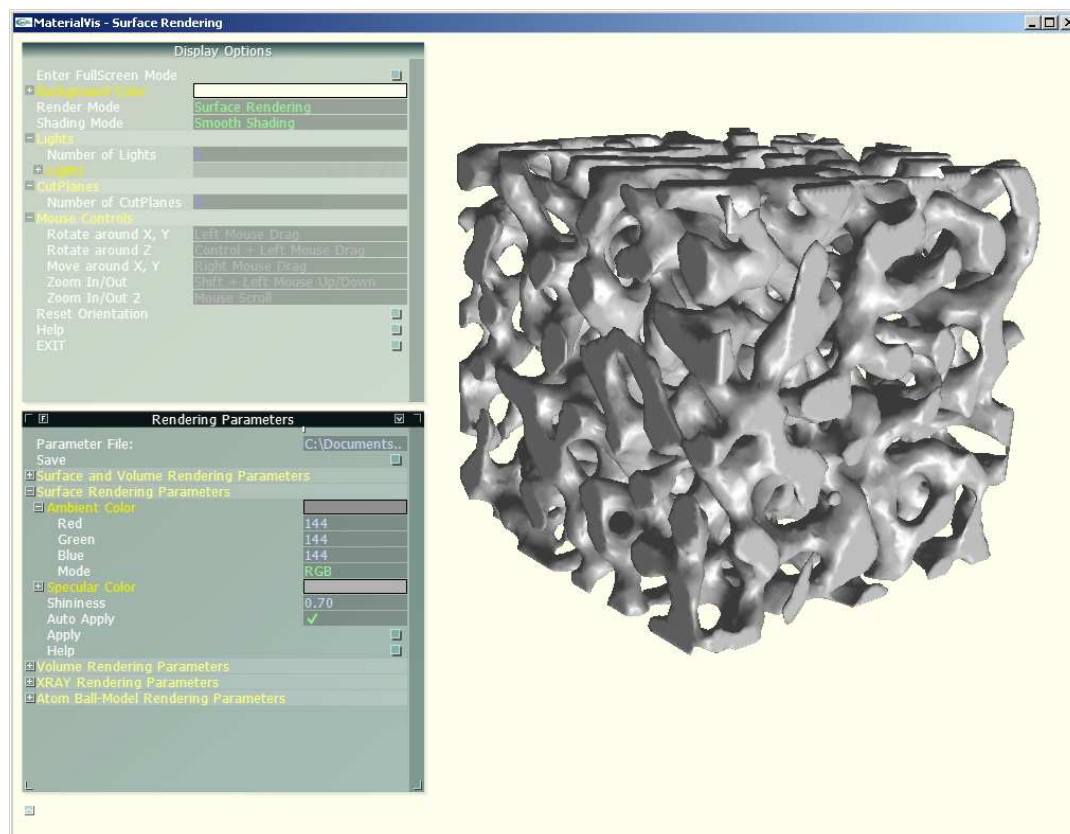 MaterialVis - Surface Rendering
Display Options
Enter FullScreen Mode
Background Color
Render Mode Surface Rendering
Shading Mode Smooth Shading
Lights
Number of Lights
Lights
CutPlanes
Number of CutPlanes
Mouse Controls
Rotate around X, Y Left Mouse Drag
Rotate around Z Control + Left Mouse Drag
Move around X, Y Right Mouse Drag
Zoom In/Out Shift + Left Mouse Up/Down
Zoom In/Out 2 Mouse Scroll
Reset Orientation
Help
EXIT
Rendering Parameters
Parameter File: C:\Documents..
Save
Surface and Volume Rendering Parameters
Surface Rendering Parameters
Ambient Color
Red 144
Green 144
Blue 144
Mode RGB
Specular Color
Shininess 0.70
Auto Apply
Apply
Help
Volume Rendering Parameters
XRAY Rendering Parameters
Atom Ball-Model Rendering Parameters